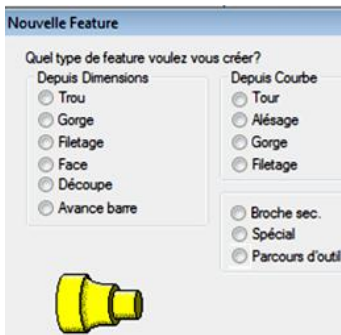 Nouvelle Feature
Quel type de feature voulez vous créer?
Depuis Dimensions
Trou
Gorge
Filetage
Face
Découpe
Avance barre
Depuis Courbe
Tour
Alésage
Gorge
Filetage
Broche sec.
Spécial
Parcours d'outil